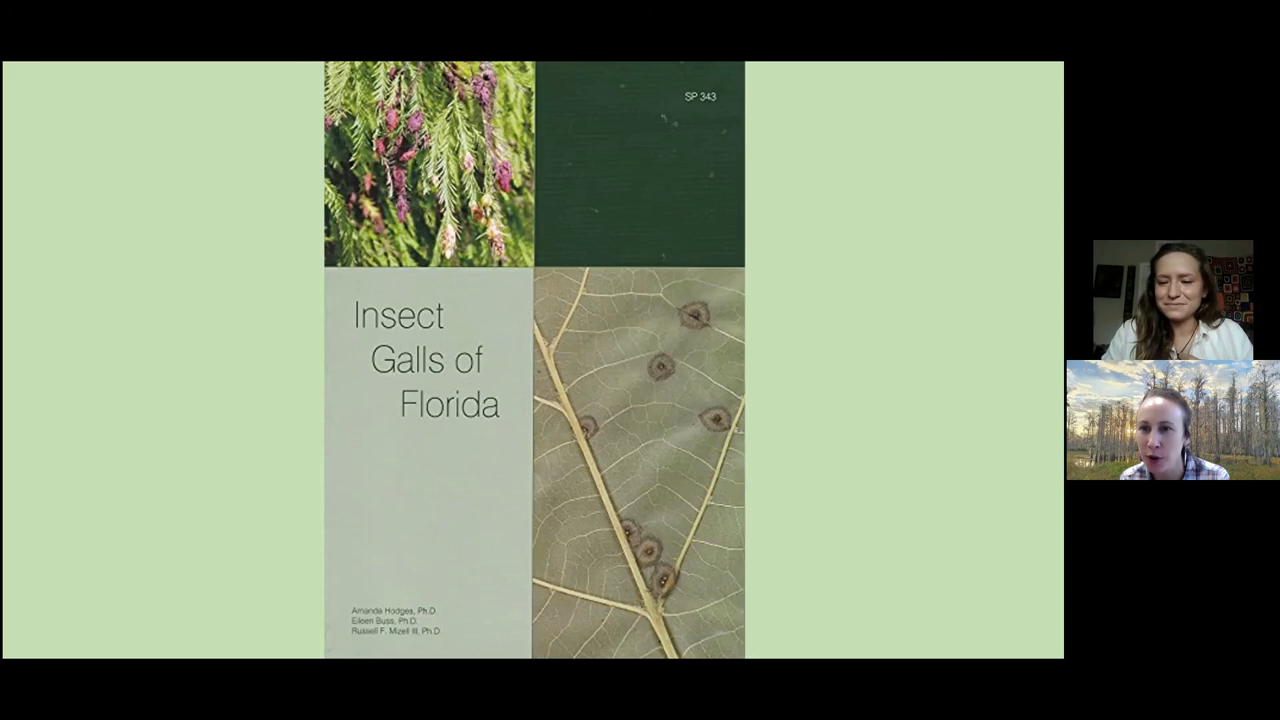 SP 343
Insect
Galls of
Florida
Amanda Hodges, Ph.D.
Eileen Buss, Ph.D.
Russell F. Mizell III, Ph.D.